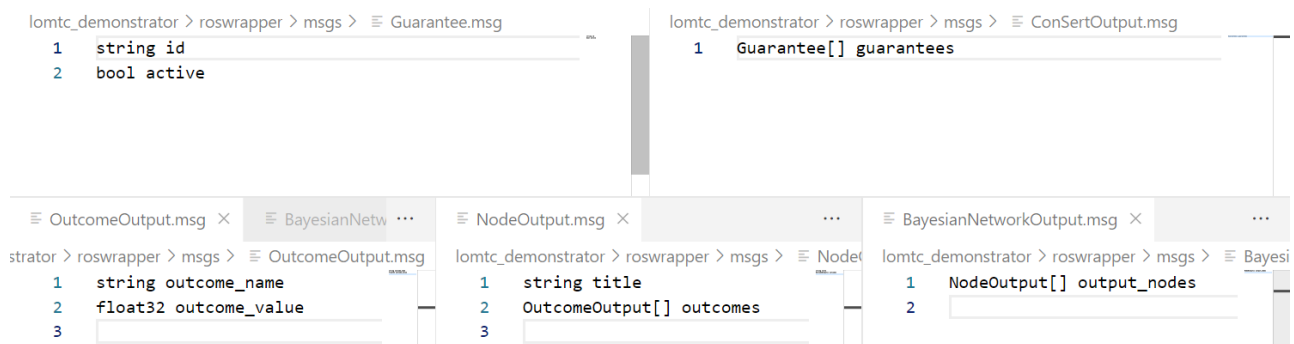 lomtc_demonstrator > roswrapper > msgs > Guarantee.msg
1 string id
2 bool active
lomtc_demonstrator > roswrapper > msgs > ConSertOutput.msg
1 Guarantee[] guarantees
OutcomeOutput.msg × BayesianNetw ···
strator > roswrapper > msgs > OutcomeOutput.msg
1 string outcome_name
2 float32 outcome_value
3
NodeOutput.msg × ···
lomtc_demonstrator > roswrapper > msgs > Node
1 string title
2 OutcomeOutput[] outcomes
3
BayesianNetworkOutput.msg × ···
lomtc_demonstrator > roswrapper > msgs > Bayesi
1 NodeOutput[] output_nodes
2